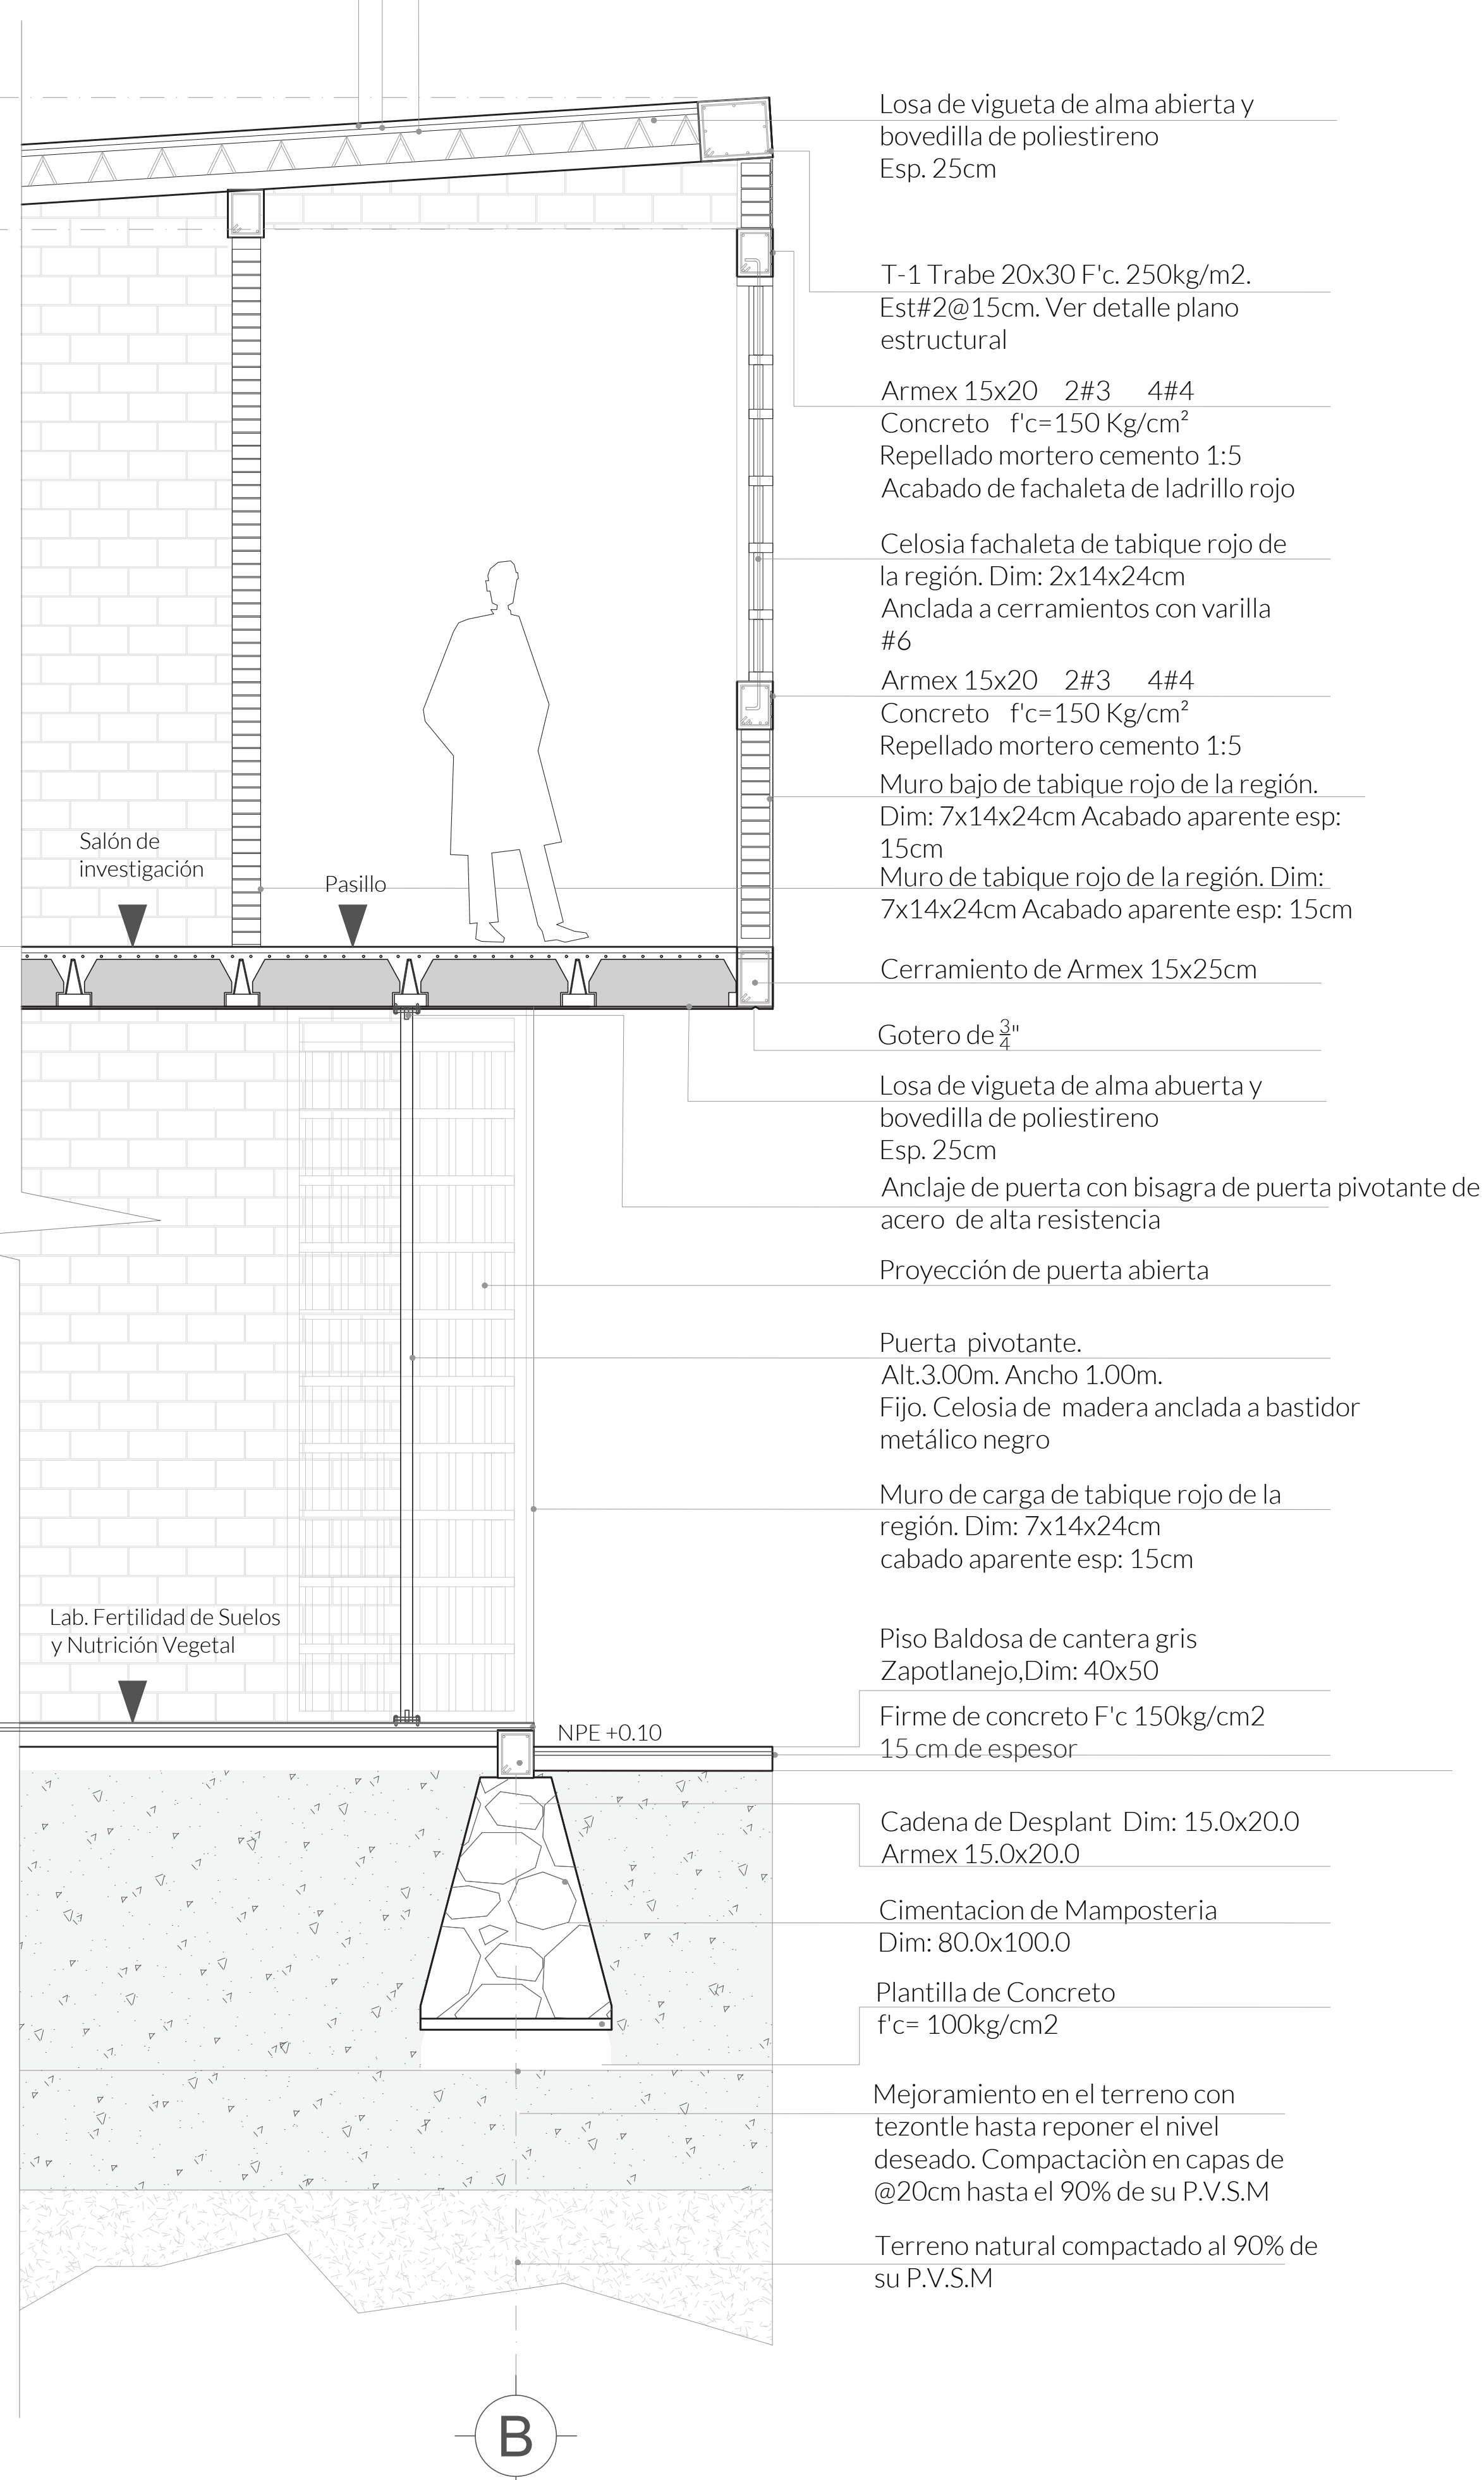 Losa de vigueta de alma abierta y
bovedilla de poliestireno
Esp. 25cm
T-1 Trabe 20x30 F'c. 250kg/m2.
Est#2@15cm. Ver detalle plano
estructural
Armex 15x20 2#3 4#4
Concreto f'c=150 Kg/cm²
Repellado mortero cemento 1:5
Acabado de fachaleta de ladrillo rojo
Celosia fachaleta de tabique rojo de
la región. Dim: 2x14x24cm
Anclada a cerramientos con varilla
#6
Armex 15x20 2#3 4#4
Concreto f'c=150 Kg/cm²
Repellado mortero cemento 1:5
Muro bajo de tabique rojo de la región.
Dim: 7x14x24cm Acabado aparente esp:
15cm
Muro de tabique rojo de la región. Dim:
7x14x24cm Acabado aparente esp: 15cm
Salón de
investigación
Pasillo
Cerramiento de Armex 15x25cm
Gotero de 3/4"
Losa de vigueta de alma abuerta y
bovedilla de poliestireno
Esp. 25cm
Anclaje de puerta con bisagra de puerta pivotante de
acero de alta resistencia
Proyección de puerta abierta
Puerta pivotante.
Alt.3.00m. Ancho 1.00m.
Fijo. Celosia de madera anclada a bastidor
metálico negro
Muro de carga de tabique rojo de la
región. Dim: 7x14x24cm
cabado aparente esp: 15cm
Lab. Fertilidad de Suelos
y Nutrición Vegetal
Piso Baldosa de cantera gris
Zapotlanejo,Dim: 40x50
NPE +0.10
Firme de concreto F'c 150kg/cm2
15 cm de espesor
Cadena de Desplant Dim: 15.0x20.0
Armex 15.0x20.0
Cimentacion de Mamposteria
Dim: 80.0x100.0
Plantilla de Concreto
f'c= 100kg/cm2
Mejoramiento en el terreno con
tezontle hasta reponer el nivel
deseado. Compactaciòn en capas de
@20cm hasta el 90% de su P.V.S.M
Terreno natural compactado al 90% de
su P.V.S.M
B